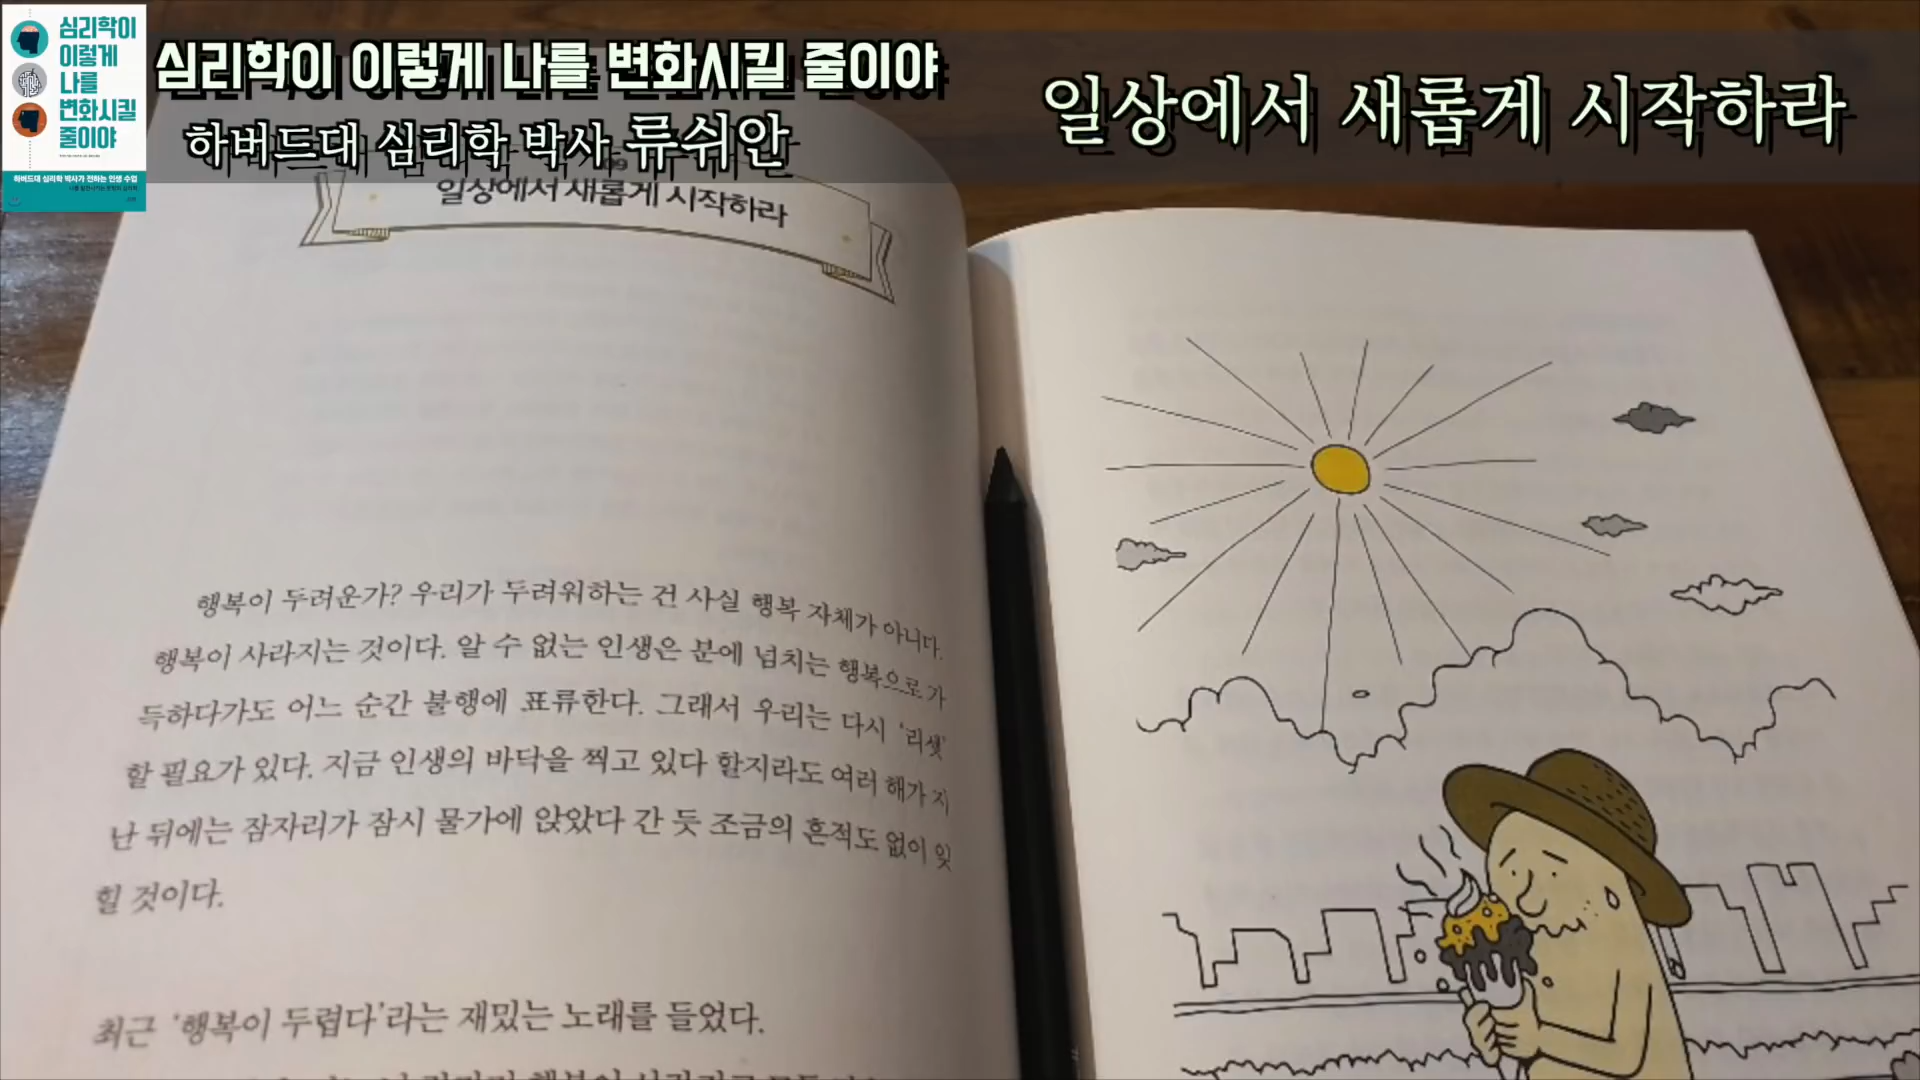 심리학이
이렇게
나를
변화시킬
줄이야
하버드대 심리학 박사가 전하는 인생 수업
심리학이 이렇게 나를 변화시킬 줄이야
하버드대 심리학 박사 류쉬안
일상에서 새롭게 시작하라
09
일상에서 새롭게 시작하라
행복이 두려운가? 우리가 두려워하는 건 사실 행복 자체가 아니다.
행복이 사라지는 것이다. 알 수 없는 인생은 분에 넘치는 행복으로 가
득하다가도 어느 순간 불행에 표류한다. 그래서 우리는 다시 ‘리셋’
할 필요가 있다. 지금 인생의 바닥을 찍고 있다 할지라도 여러 해가 지
난 뒤에는 잠자리가 잠시 물가에 앉았다 간 듯 조금의 흔적도 없이 잊
힐 것이다.
최근 ‘행복이 두렵다’라는 재밌는 노래를 들었다.